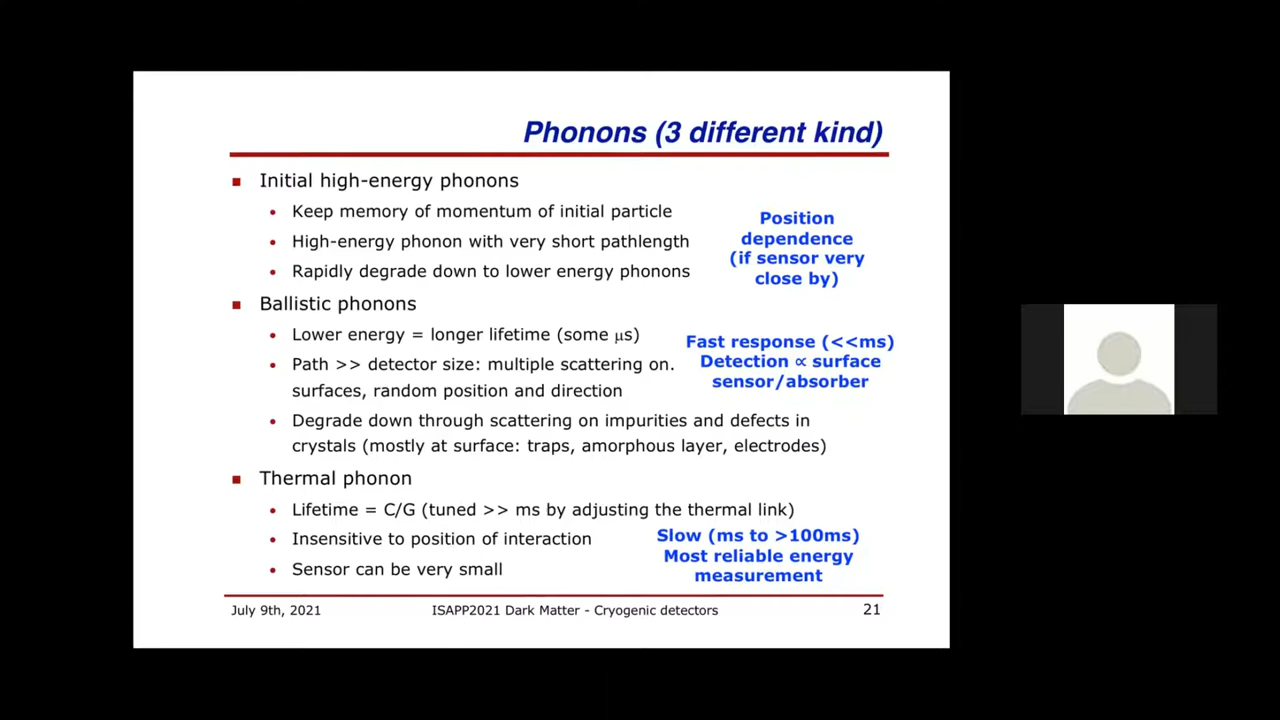 Phonons (3 different kind)
Initial high-energy phonons
Keep memory of momentum of initial particle
High-energy phonon with very short pathlength
Rapidly degrade down to lower energy phonons
Position
dependence
(if sensor very
close by)
Ballistic phonons
Lower energy = longer lifetime (some μs)
Path >> detector size: multiple scattering on.
surfaces, random position and direction
Fast response (<<ms)
Detection ∝ surface
sensor/absorber
Degrade down through scattering on impurities and defects in
crystals (mostly at surface: traps, amorphous layer, electrodes)
Thermal phonon
Lifetime = C/G (tuned >> ms by adjusting the thermal link)
Insensitive to position of interaction
Sensor can be very small
Slow (ms to >100ms)
Most reliable energy
measurement
July 9th, 2021
ISAPP2021 Dark Matter - Cryogenic detectors
21